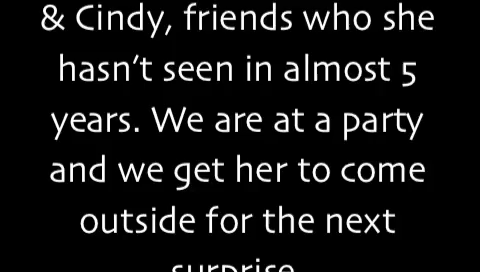 & Cindy, friends who she
hasn't seen in almost 5
years. We are at a party
and we get her to come
outside for the next
surprise